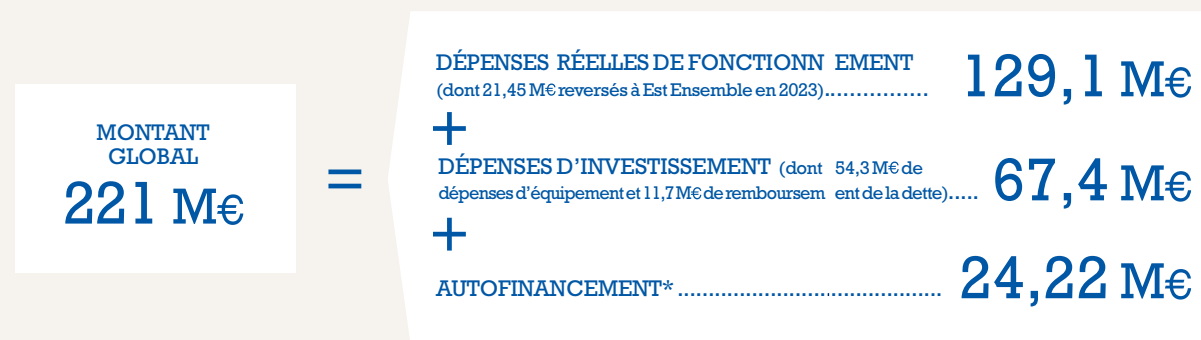 MONTANT
GLOBAL
221 M€
=
DÉPENSES RÉELLES DE FONCTIONN EMENT
(dont 21,45 M€ reversés à Est Ensemble en 2023)................. 129,1 M€
+
DÉPENSES D'INVESTISSEMENT (dont 54,3 M€ de
dépenses d'équipement et 11,7 M€ de remboursem ent de la dette)..... 67,4 M€
+
AUTOFINANCEMENT* ........................................... 24,22 M€